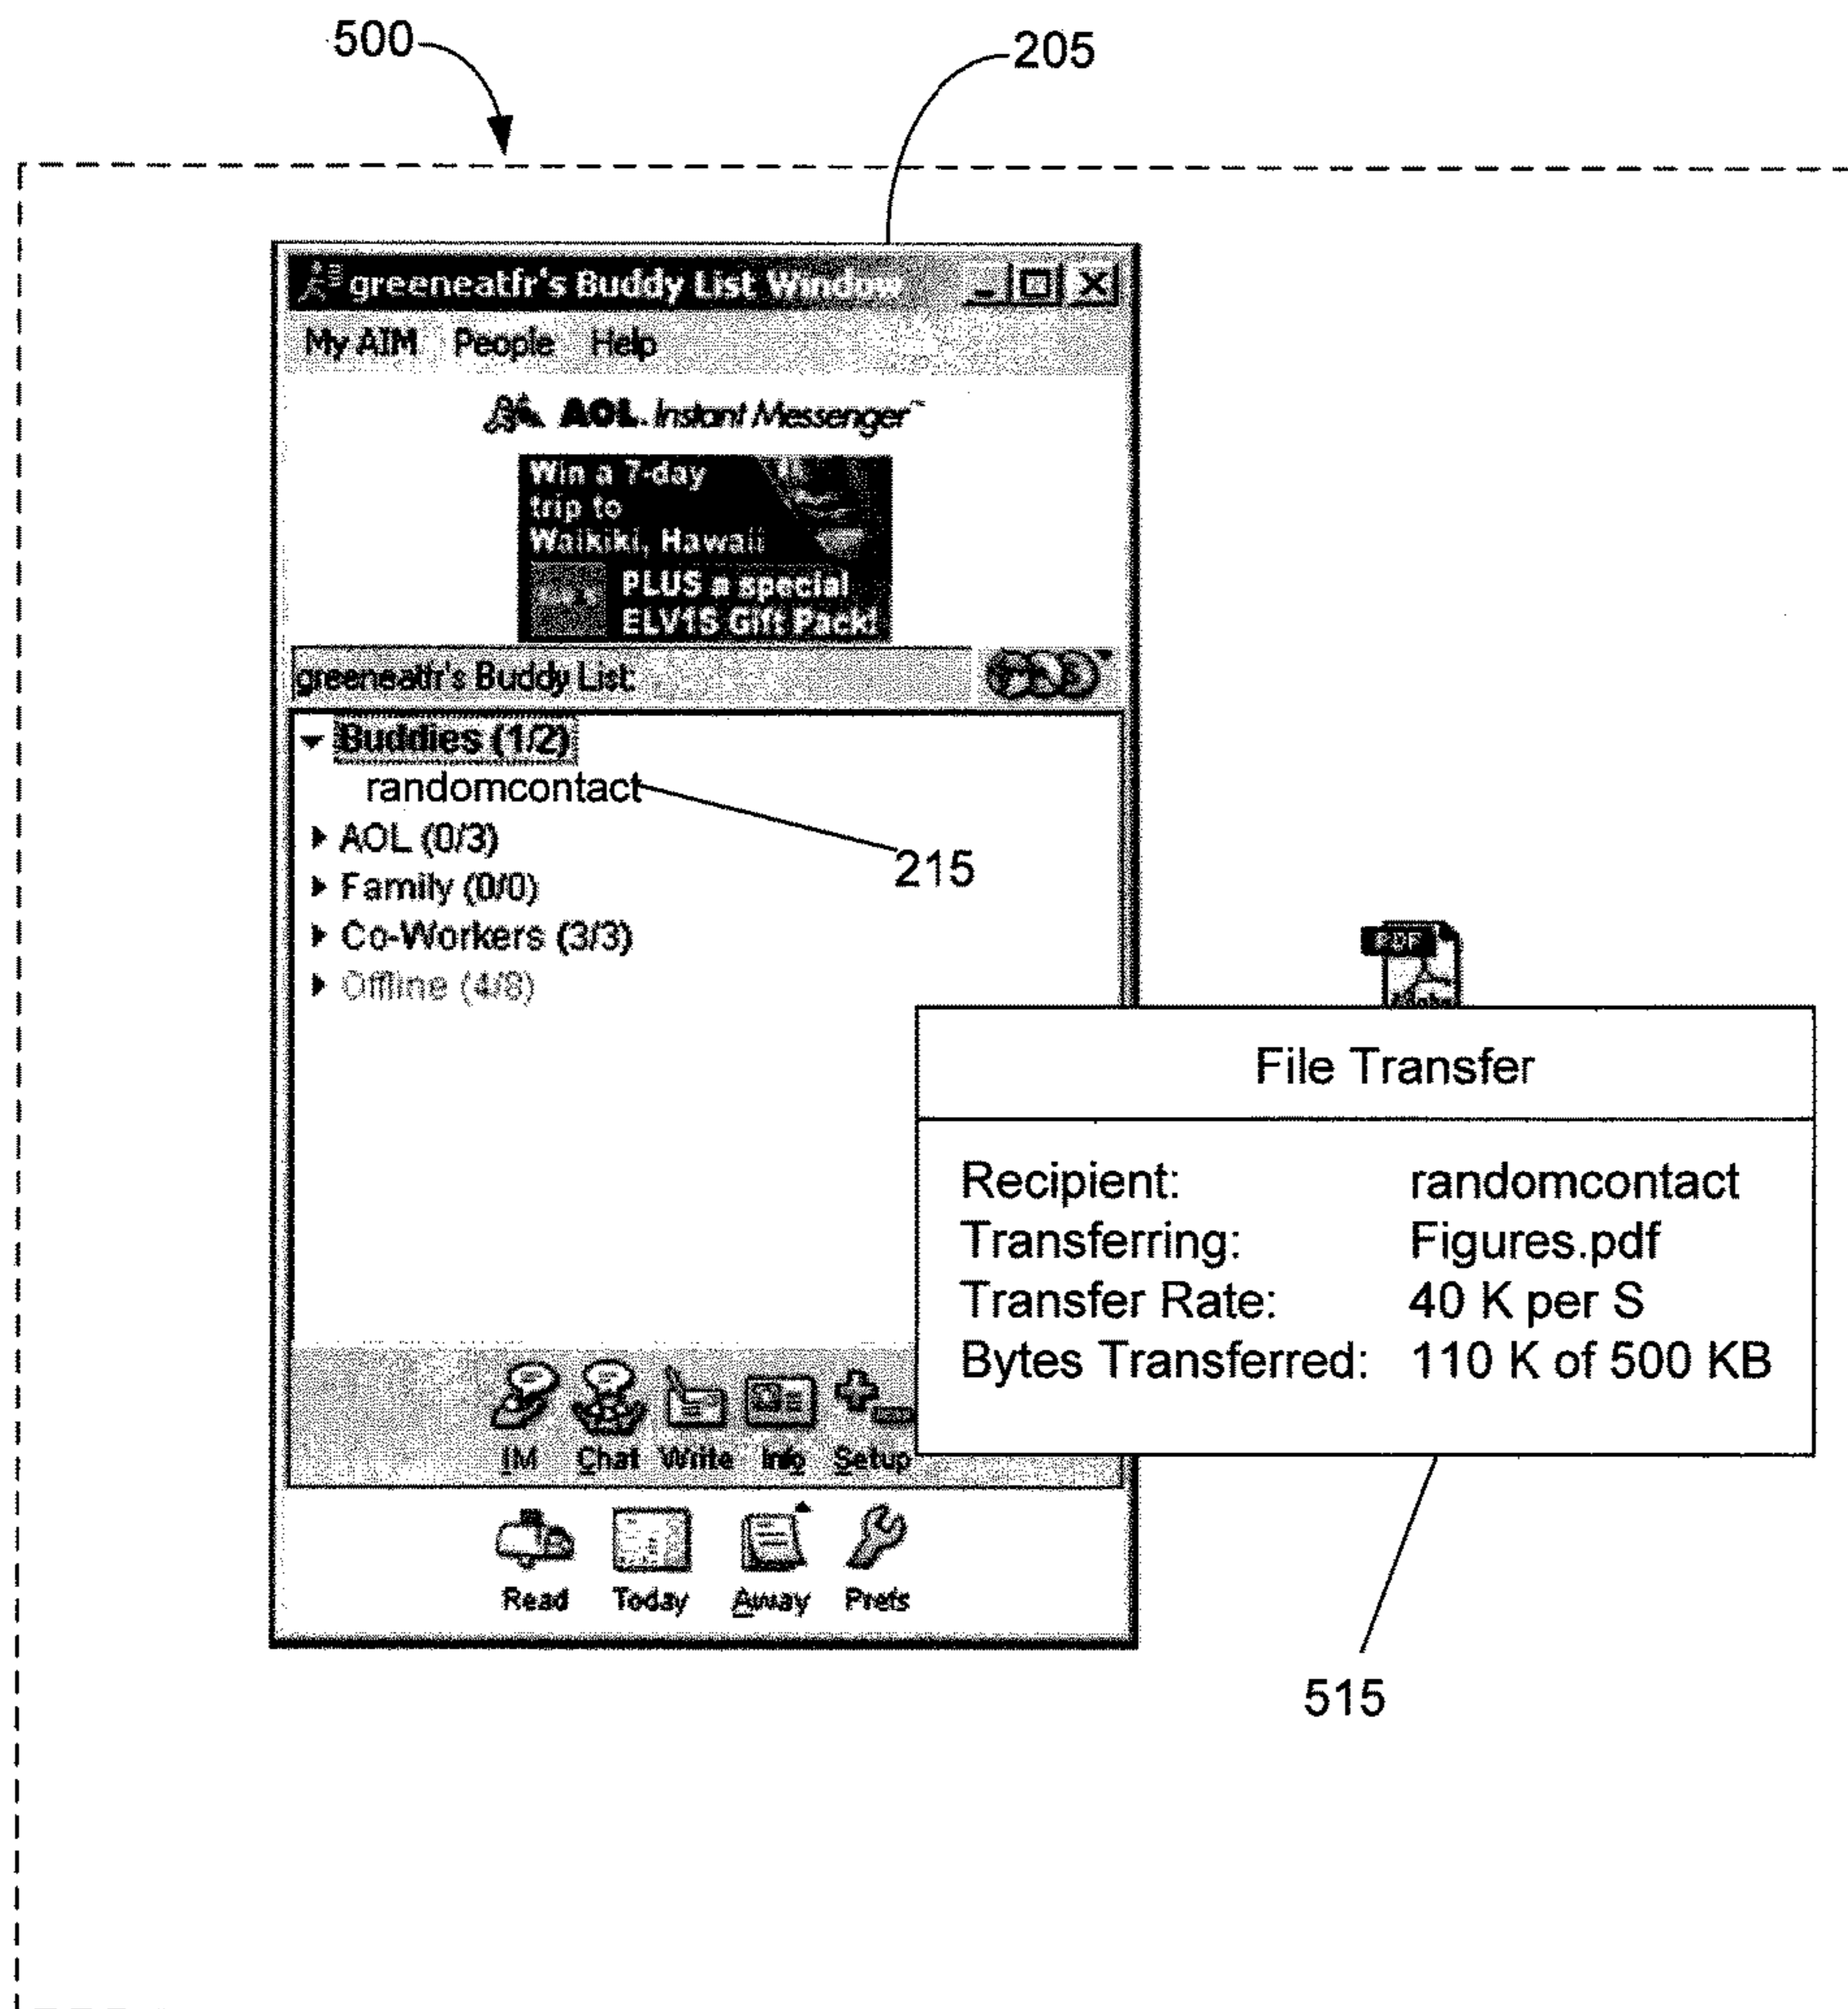 500
205
greeneatfr's Buddy List Window
My AIM People Help
AOL Instant Messenger™
Win a 7-day
trip to
Waikiki, Hawaii
PLUS a special
ELV1S Gift Pack!
greeneatfr's Buddy List:
Buddies (1/2)
randomcontact
AOL (0/3)
215
Family (0/0)
Co-Workers (3/3)
PDF
Offline (4/8)
Adobe
File Transfer
Recipient: randomcontact
Transferring: Figures.pdf
Transfer Rate: 40 K per S
Bytes Transferred: 110 K of 500 KB
IM Chat Write Info Setup
Read Today Away Prefs
515